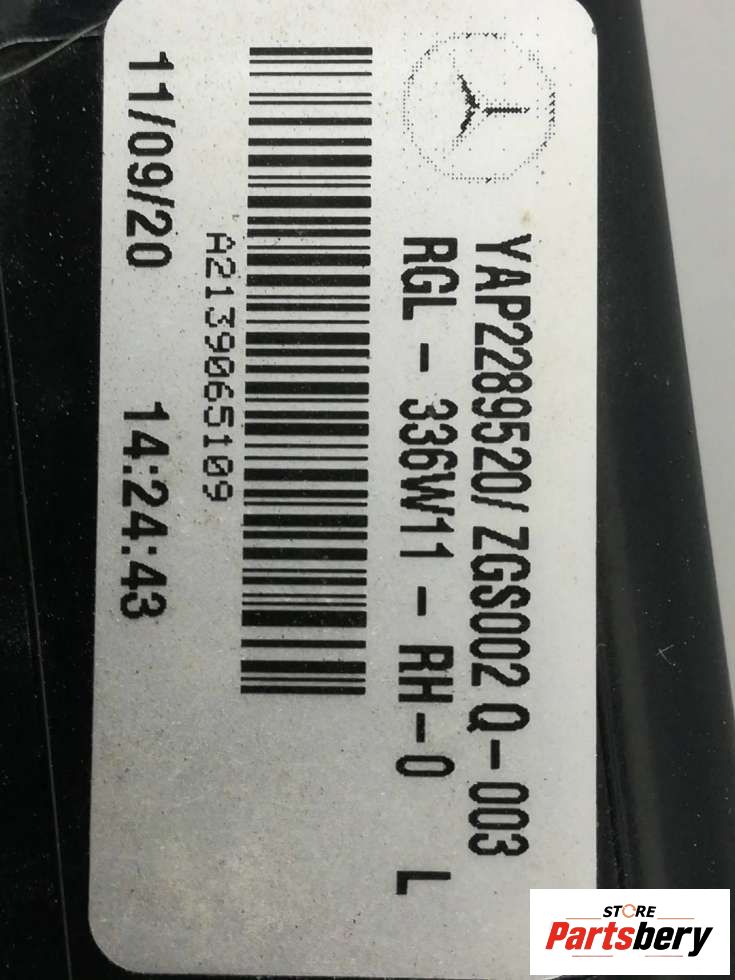 YAP2289520/ ZGS002 Q-003
RGL - 336W11 - RH-0 L
A2139065109
11/09/20 14:24:43
STORE
Partsbery